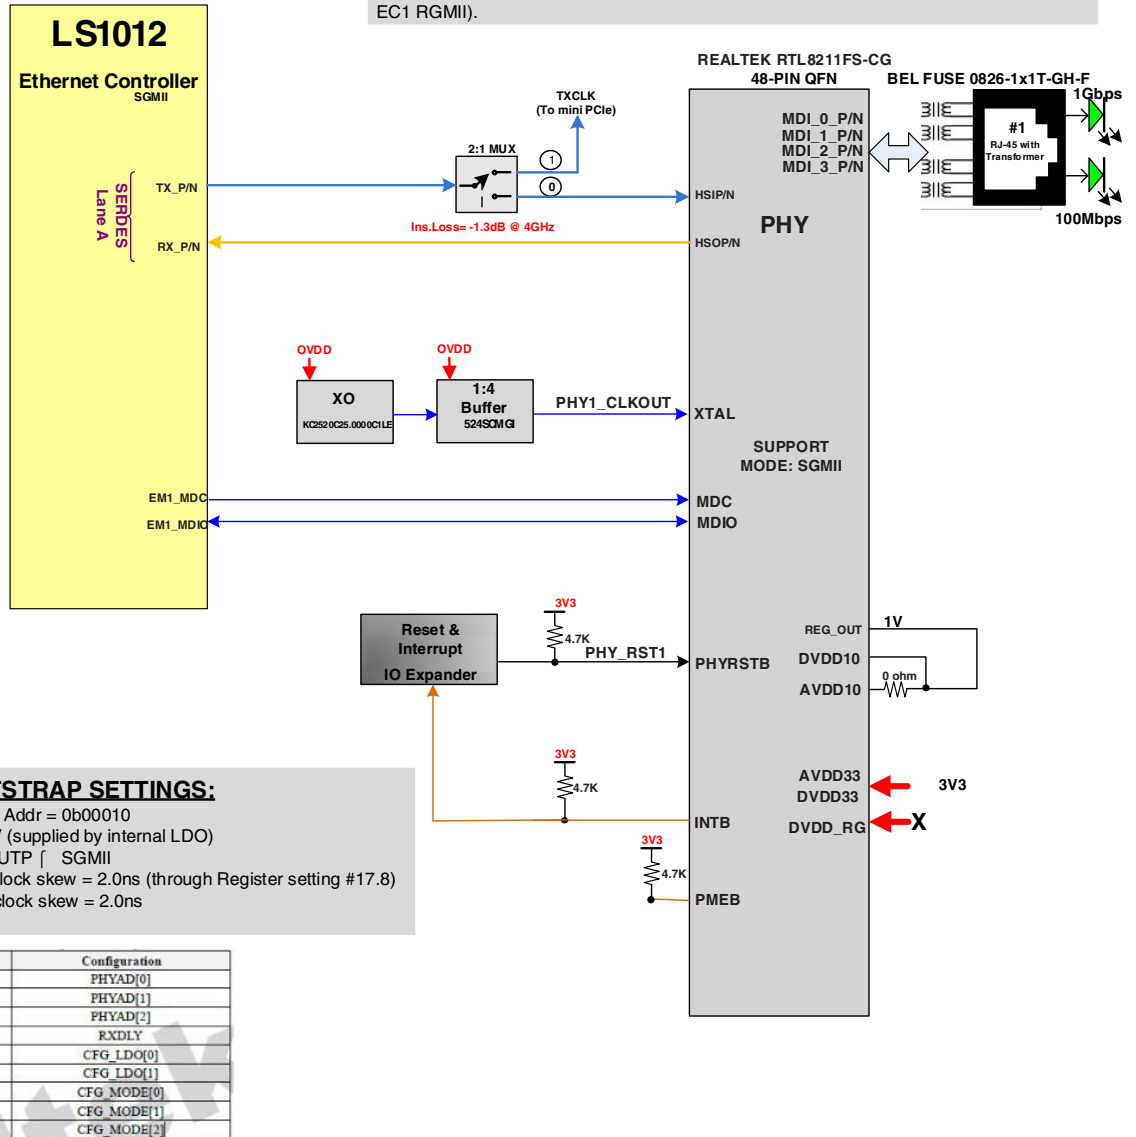 EC1 RGMII).
LS1012
Ethernet Controller
SGMII
REALTEK RTL8211FS-CG
48-PIN QFN
BEL FUSE 0826-1x1T-GH-F
1Gbps
TXCLK
(To mini PCIe)
MDI_0_P/N
MDI_1_P/N
MDI_2_P/N
MDI_3_P/N
#1
RJ-45 with
Transformer
100Mbps
2:1 MUX
1
0
SERDES
Lane A
TX_P/N
RX_P/N
Ins.Loss= -1.3dB @ 4GHz
HSIP/N
HSOP/N
PHY
OVDD
OVDD
XO
KC2520C25.0000C1LE
1:4
Buffer
524SCMGI
PHY1_CLKOUT
XTAL
SUPPORT
MODE: SGMII
EM1_MDC
EM1_MDIO
MDC
MDIO
Reset &
Interrupt
IO Expander
3V3
4.7K
PHY_RST1
PHYRSTB
REG_OUT
1V
DVDD10
AVDD10
0 ohm
3V3
4.7K
INTB
AVDD33
DVDD33
3V3
DVDD_RG
X
3V3
4.7K
PMEB
TSTRAP SETTINGS:
Addr = 0b00010
(supplied by internal LDO)
UTP ⌠ SGMII
lock skew = 2.0ns (through Register setting #17.8)
clock skew = 2.0ns
Configuration
PHYAD[0]
PHYAD[1]
PHYAD[2]
RXDLY
CFG_LDO[0]
CFG_LDO[1]
CFG_MODE[0]
CFG_MODE[1]
CFG_MODE[2]